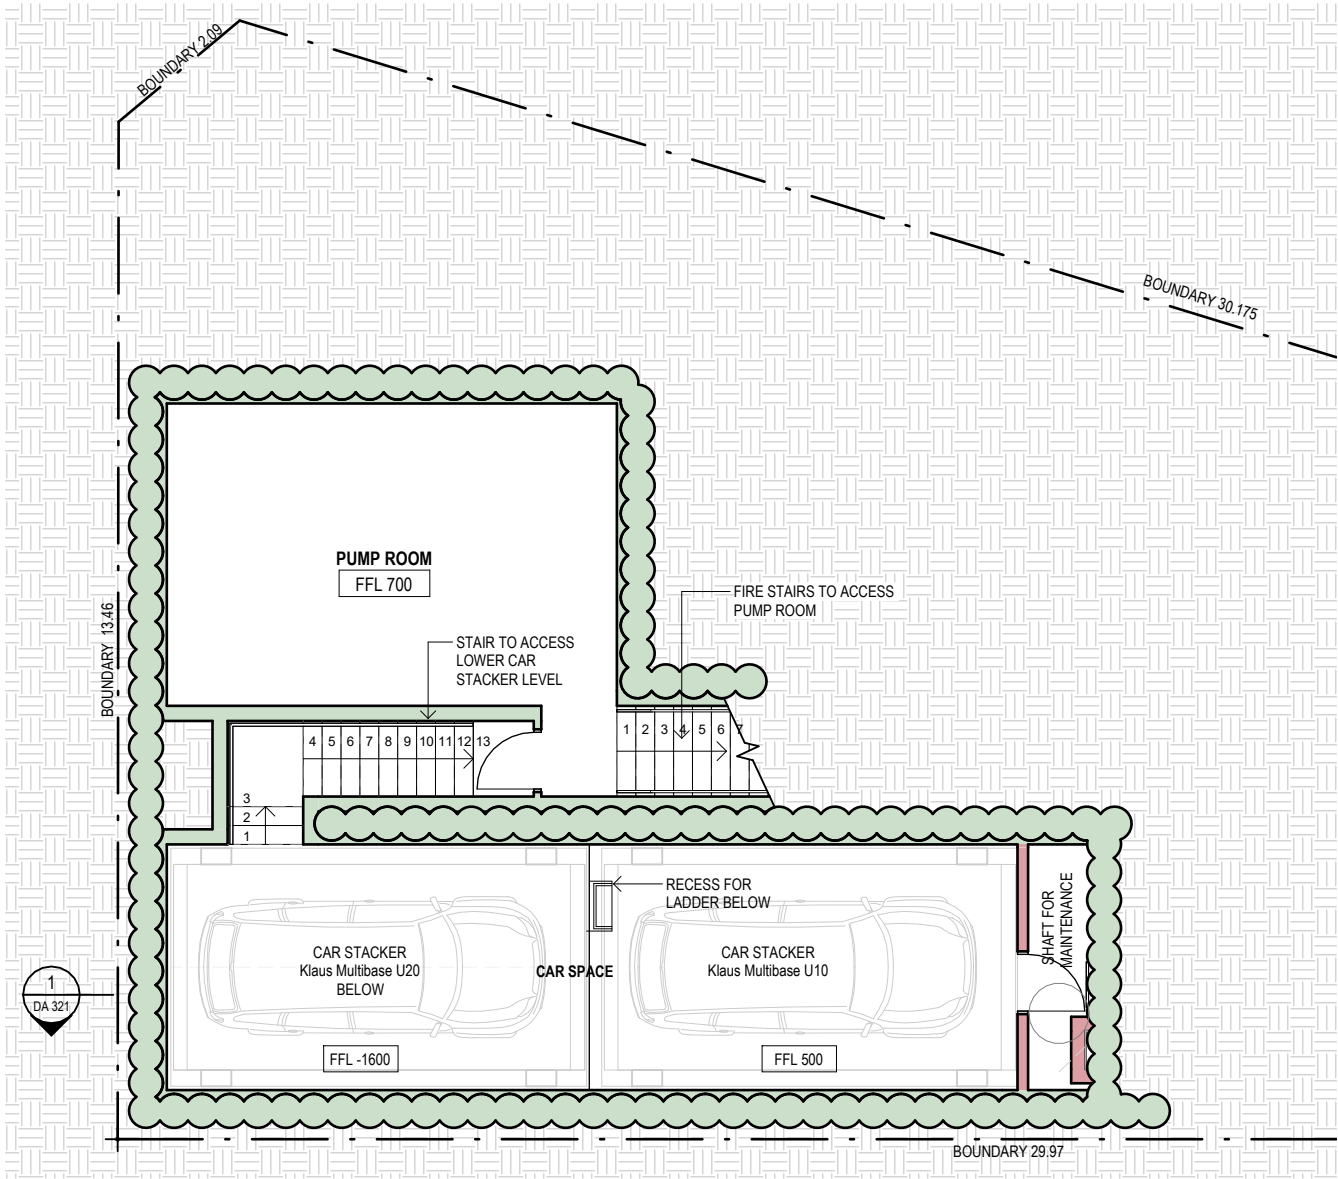 BOUNDARY 2.09
BOUNDARY 30.175
PUMP ROOM
FFL 700
FIRE STAIRS TO ACCESS
PUMP ROOM
BOUNDARY 13.46
STAIR TO ACCESS
LOWER CAR
STACKER LEVEL
4 5 6 7 8 9 10 11 12 13
1 2 3 4 5 6 7
3
2
1
RECESS FOR
LADDER BELOW
SHAFT FOR
MAINTENANCE
CAR STACKER
Klaus Multibase U20
BELOW
CAR SPACE
CAR STACKER
Klaus Multibase U10
1
DA 321
FFL -1600
FFL 500
BOUNDARY 29.97